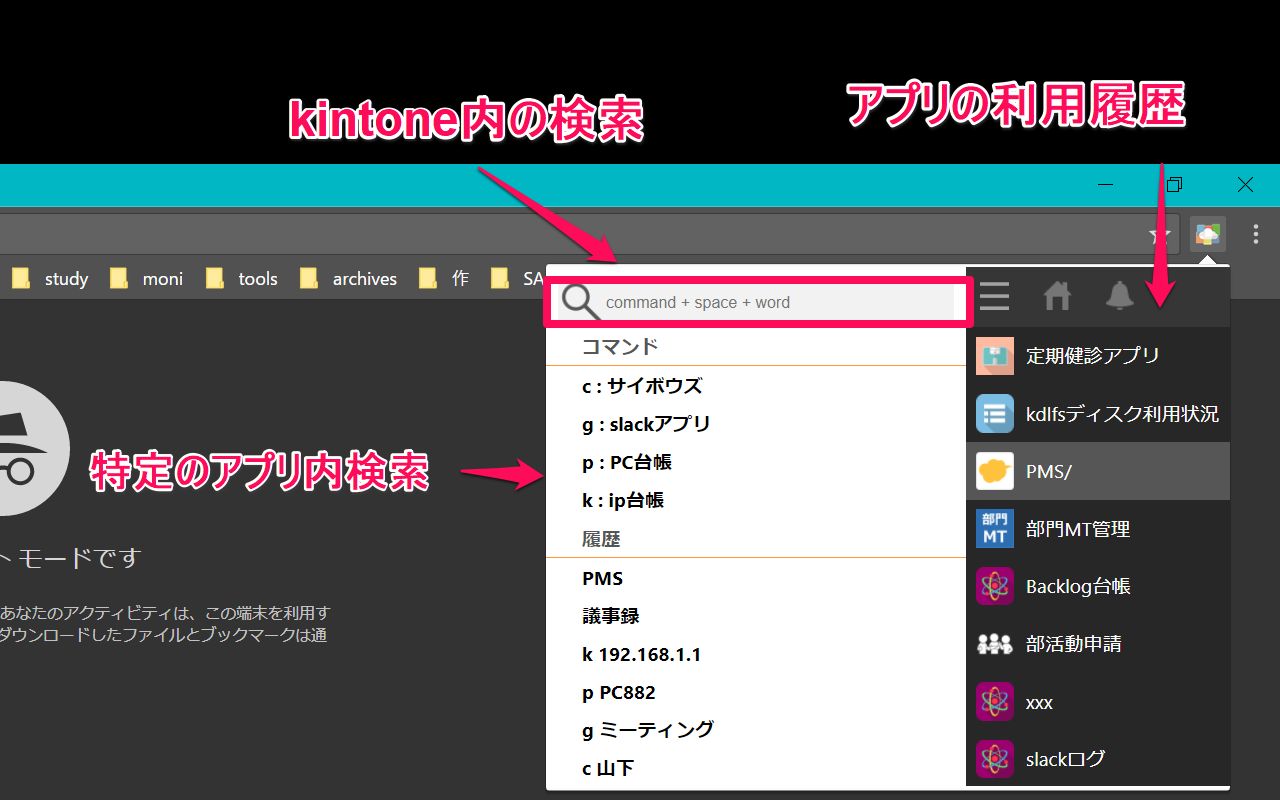 kintone内の検索
アプリの利用履歴
study
moni
tools
archives
作
SA
command + space + word
コマンド
c : サイボウズ
g : slackアプリ
p : PC台帳
k : ip台帳
履歴
PMS
議事録
k 192.168.1.1
p PC882
g ミーティング
c 山下
定期健診アプリ
kdlfsディスク利用状況
PMS/
部門
MT
部門MT管理
Backlog台帳
部活動申請
xxx
slackログ
特定のアプリ内検索
ト モードです
あなたのアクティビティは、この端末を利用す
ダウンロードしたファイルとブックマークは通